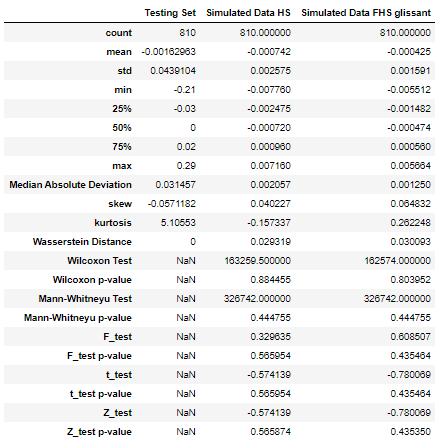 Testing Set Simulated Data HS Simulated Data FHS glissant
count 810 810.000000 810.000000
mean -0.00162963 -0.000742 -0.000425
std 0.0439104 0.002575 0.001591
min -0.21 -0.007760 -0.005512
25% -0.03 -0.002475 -0.001482
50% 0 -0.000720 -0.000474
75% 0.02 0.000960 0.000560
max 0.29 0.007160 0.005664
Median Absolute Deviation 0.031457 0.002057 0.001250
skew -0.0571182 0.040227 0.064832
kurtosis 5.10553 -0.157337 0.262248
Wasserstein Distance 0 0.029319 0.030093
Wilcoxon Test NaN 163259.500000 162574.000000
Wilcoxon p-value NaN 0.884455 0.803952
Mann-Whitneyu Test NaN 326742.000000 326742.000000
Mann-Whitneyu p-value NaN 0.444755 0.444755
F_test NaN 0.329635 0.608507
F_test p-value NaN 0.565954 0.435464
t_test NaN -0.574139 -0.780069
t_test p-value NaN 0.565954 0.435464
Z_test NaN -0.574139 -0.780069
Z_test p-value NaN 0.565874 0.435350